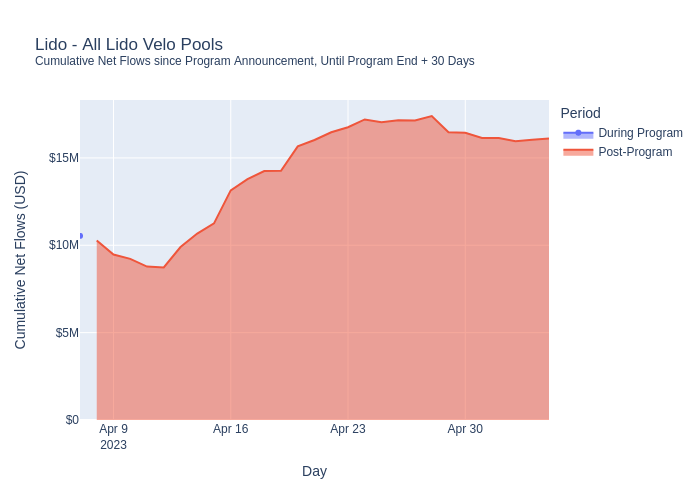 Lido - All Lido Velo Pools
Cumulative Net Flows since Program Announcement, Until Program End + 30 Days
Period
During Program
Post-Program
Cumulative Net Flows (USD)
$15M
$10M
$5M
$0
Apr 9
2023
Apr 16
Apr 23
Apr 30
Day